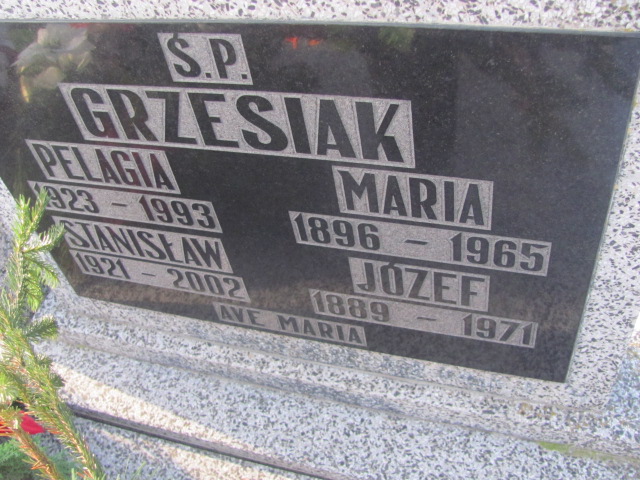 Ś.P.
GRZESIAK
PELAGIA
1923 - 1993
STANISŁAW
1921 - 2002
MARIA
1896 - 1965
JÓZEF
1889 - 1971
AVE MARIA